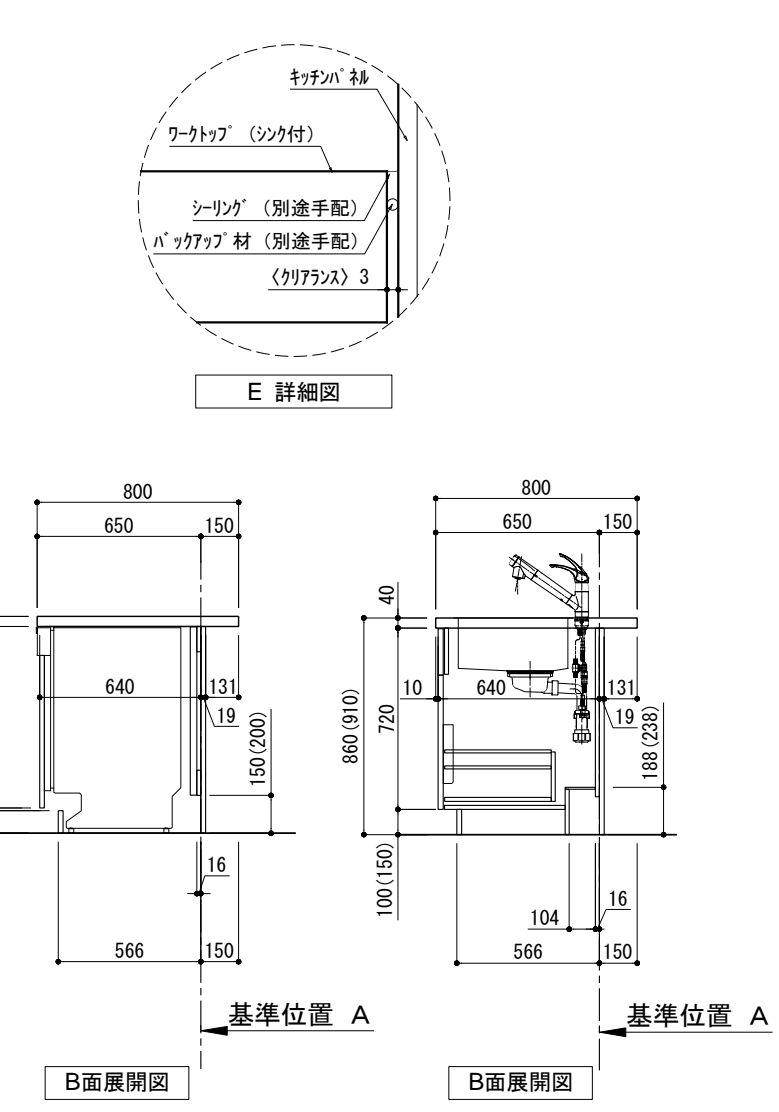 キッチンパネル
ワークトップ (シンク付)
シーリング (別途手配)
バックアップ材 (別途手配)
〈クリアランス〉 3
E 詳細図
800
650
150
640
131
19
150(200)
16
566
150
基準位置 A
B面展開図
800
650
150
40
10
640
131
19
860(910)
720
188(238)
100(150)
16
104
566
150
基準位置 A
B面展開図